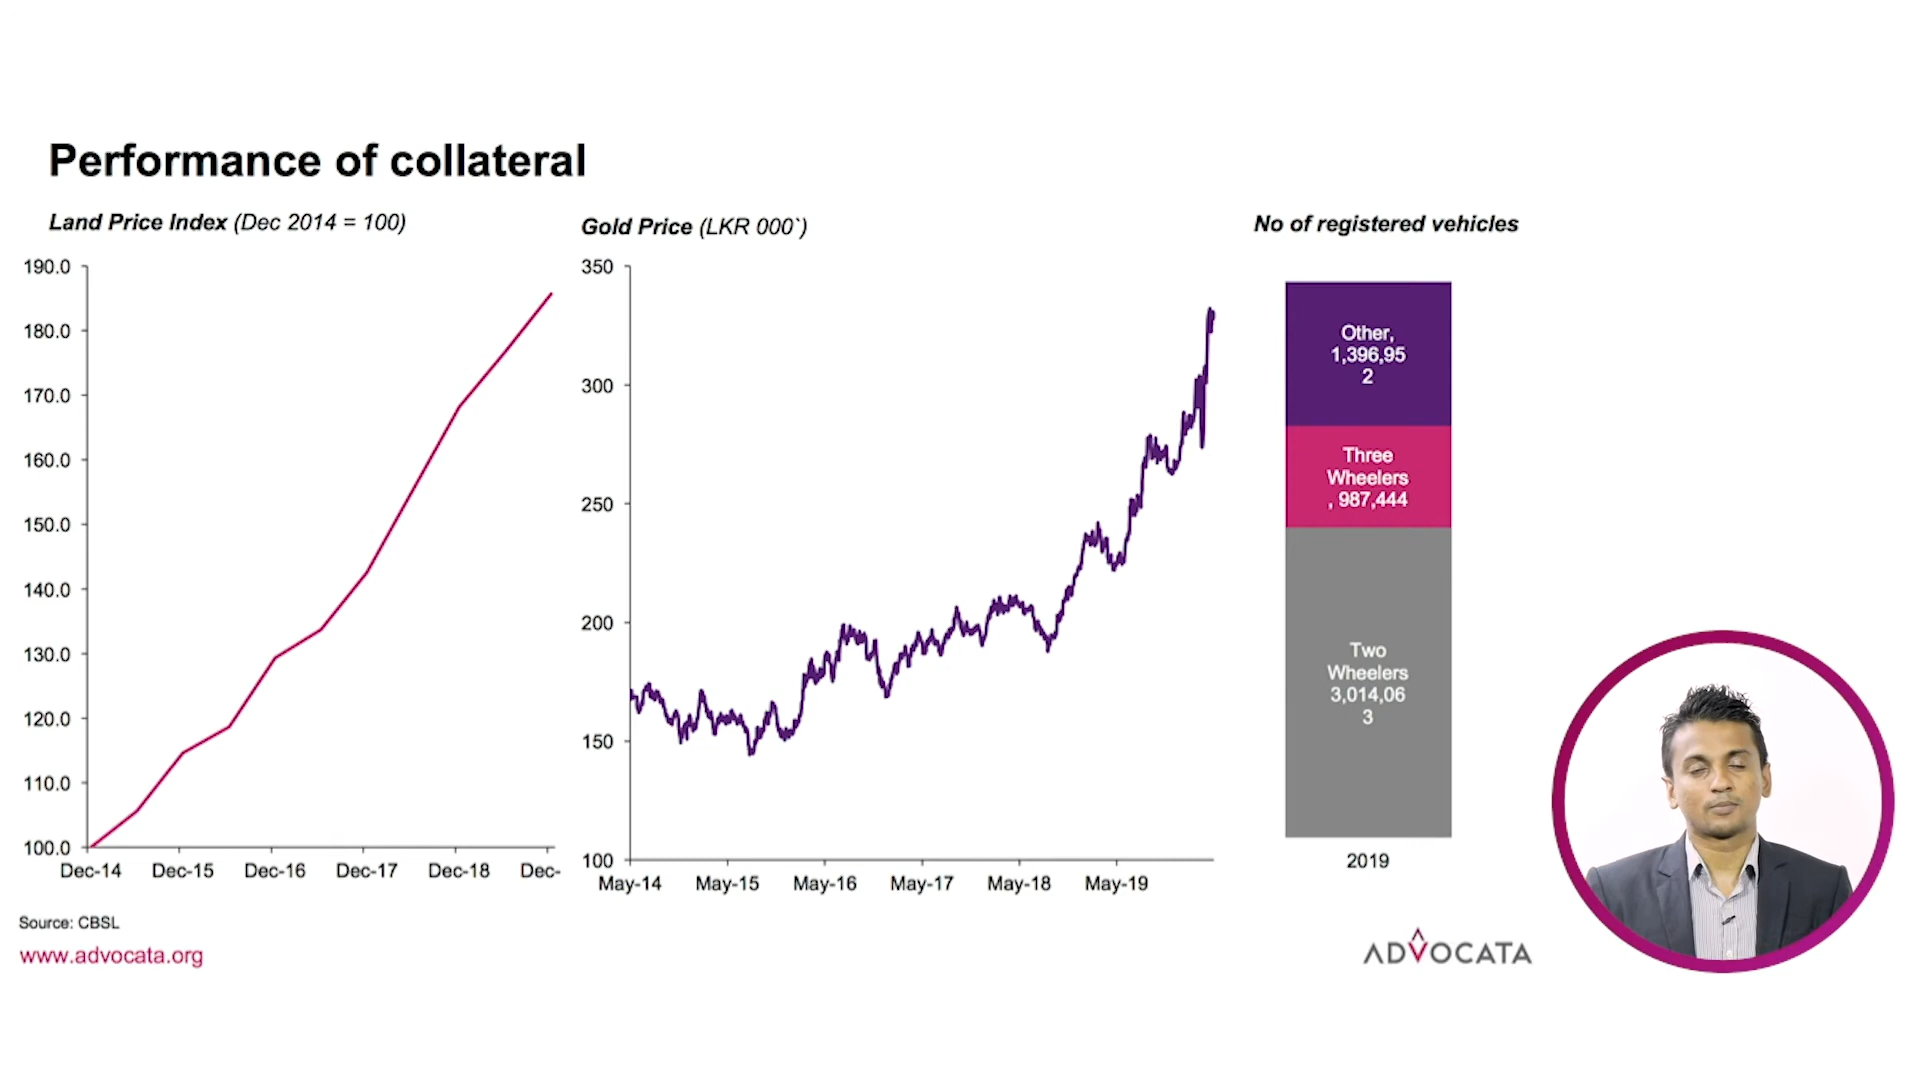 Performance of collateral
Land Price Index (Dec 2014 = 100)
190.0
180.0
170.0
160.0
150.0
140.0
130.0
120.0
110.0
100.0
Dec-14 Dec-15 Dec-16 Dec-17 Dec-18 Dec-
Gold Price (LKR 000`)
350
300
250
200
150
100
May-14 May-15 May-16 May-17 May-18 May-19
No of registered vehicles
Other,
1,396,95
2
Three
Wheelers
, 987,444
Two
Wheelers
3,014,06
3
2019
Source: CBSL
www.advocata.org
ADVOCATA